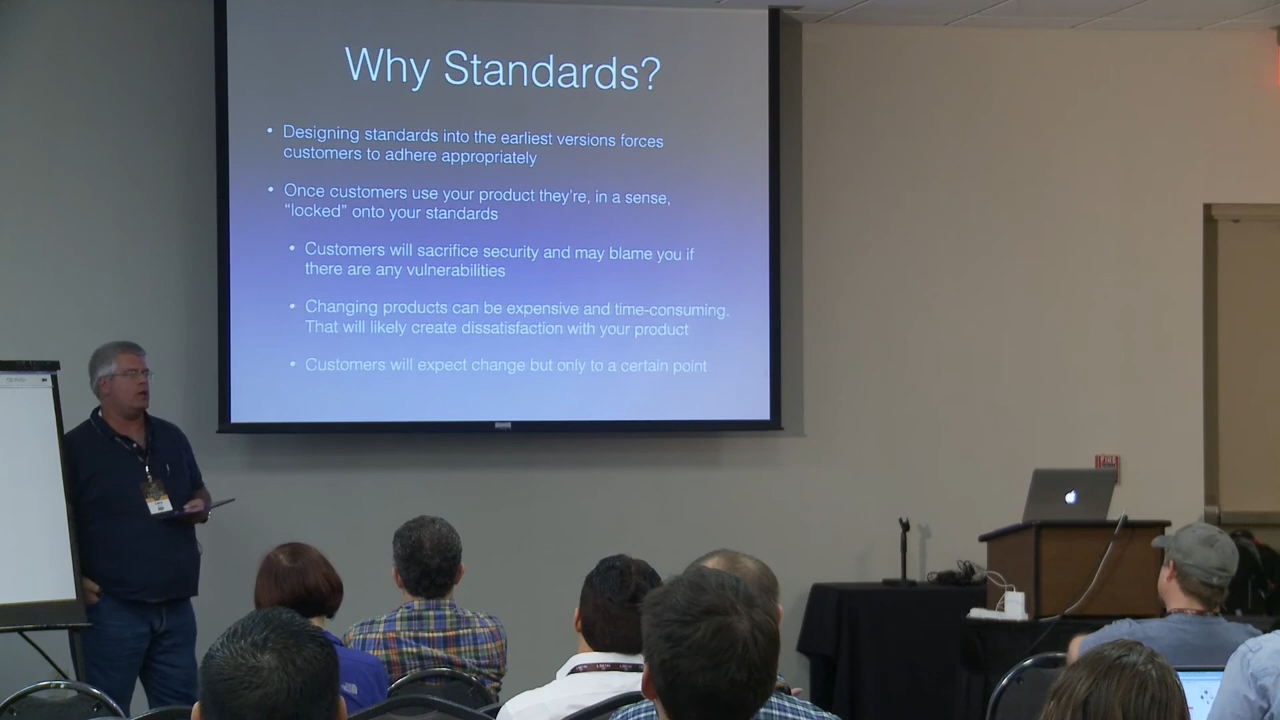 Why Standards?
• Designing standards into the earliest versions forces
customers to adhere appropriately
• Once customers use your product they're, in a sense,
“locked” onto your standards
• Customers will sacrifice security and may blame you if
there are any vulnerabilities
• Changing products can be expensive and time-consuming.
That will likely create dissatisfaction with your product
• Customers will expect change but only to a certain point
FIRE